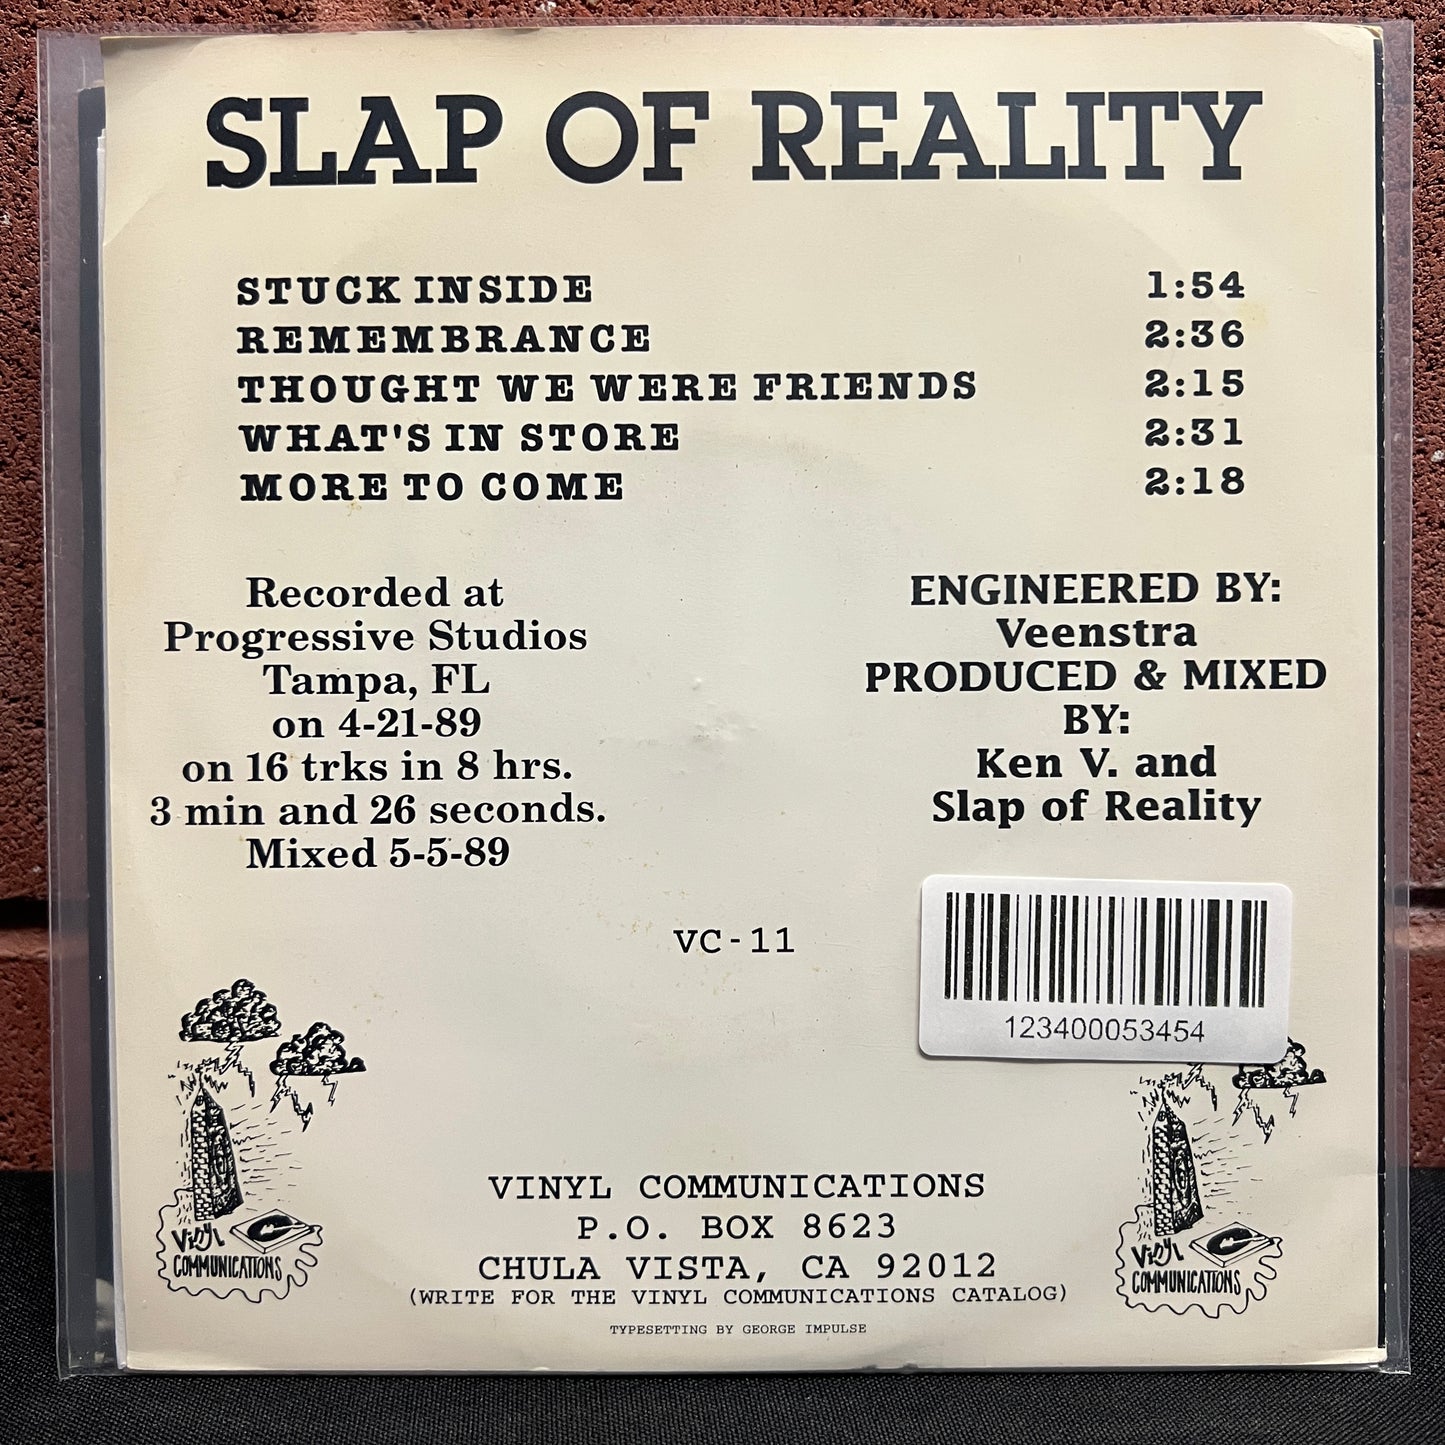 SLAP OF REALITY
STUCK INSIDE 1:54
REMEMBRANCE 2:36
THOUGHT WE WERE FRIENDS 2:15
WHAT'S IN STORE 2:31
MORE TO COME 2:18
Recorded at
Progressive Studios
Tampa, FL
on 4-21-89
on 16 trks in 8 hrs.
3 min and 26 seconds.
Mixed 5-5-89
ENGINEERED BY:
Veenstra
PRODUCED & MIXED
BY:
Ken V. and
Slap of Reality
VC-11
123400053454
VINYL COMMUNICATIONS
P.O. BOX 8623
CHULA VISTA, CA 92012
(WRITE FOR THE VINYL COMMUNICATIONS CATALOG)
TYPESETTING BY GEORGE IMPULSE
VINYL
COMMUNICATIONS
VINYL
COMMUNICATIONS